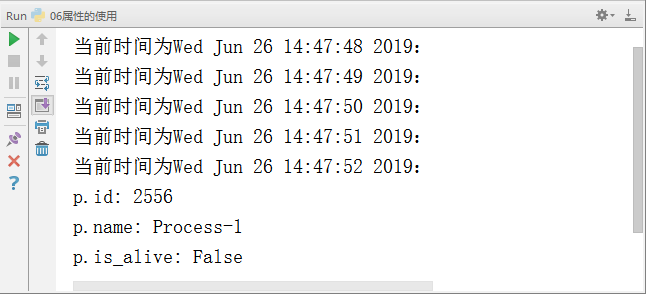 Run 06属性的使用
当前时间为Wed Jun 26 14:47:48 2019：
当前时间为Wed Jun 26 14:47:49 2019：
当前时间为Wed Jun 26 14:47:50 2019：
当前时间为Wed Jun 26 14:47:51 2019：
当前时间为Wed Jun 26 14:47:52 2019：
p.id: 2556
p.name: Process-1
p.is_alive: False